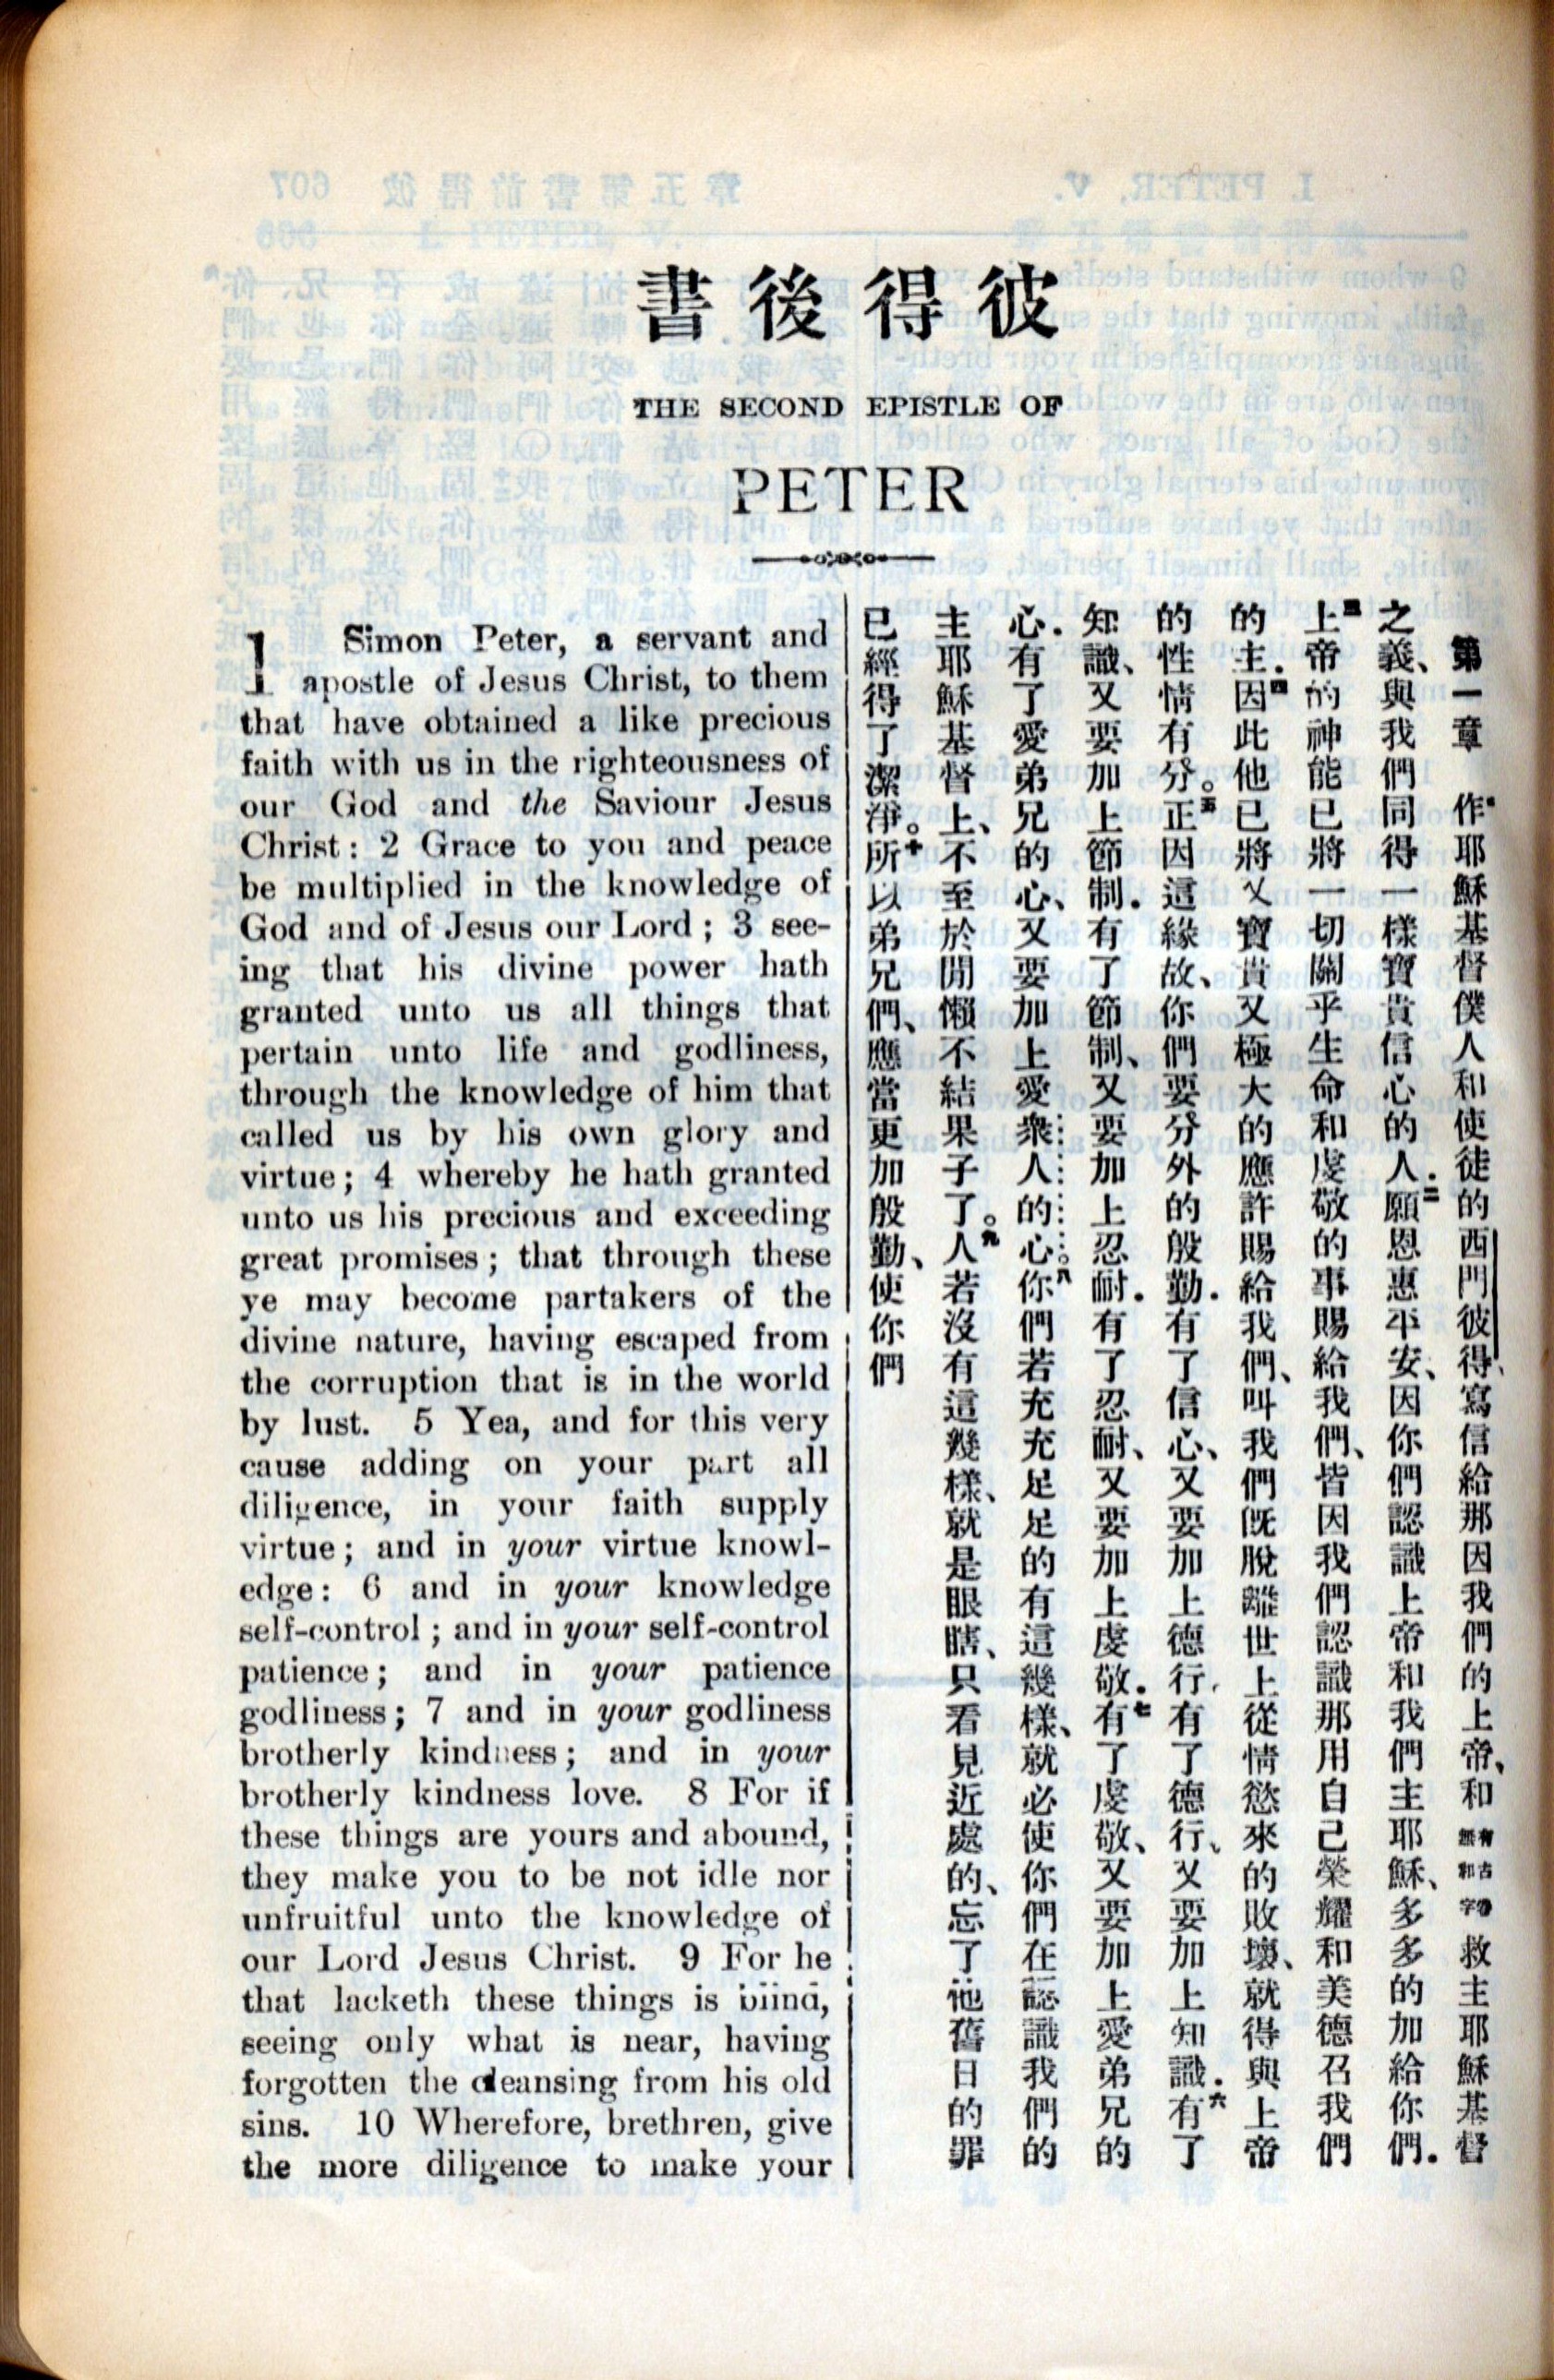 彼得後書
THE SECOND EPISTLE OF
PETER
1 Simon Peter, a servant and
apostle of Jesus Christ, to them
that have obtained a like precious
faith with us in the righteousness of
our God and the Saviour Jesus
Christ: 2 Grace to you and peace
be multiplied in the knowledge of
God and of Jesus our Lord; 3 see-
ing that his divine power hath
granted unto us all things that
pertain unto life and godliness,
through the knowledge of him that
called us by his own glory and
virtue; 4 whereby he hath granted
unto us his precious and exceeding
great promises; that through these
ye may become partakers of the
divine nature, having escaped from
the corruption that is in the world
by lust. 5 Yea, and for this very
cause adding on your part all
diligence, in your faith supply
virtue; and in your virtue knowl-
edge: 6 and in your knowledge
self-control; and in your self-control
patience; and in your patience
godliness; 7 and in your godliness
brotherly kindness; and in your
brotherly kindness love. 8 For if
these things are yours and abound,
they make you to be not idle nor
unfruitful unto the knowledge of
our Lord Jesus Christ. 9 For he
that lacketh these things is blind,
seeing only what is near, having
forgotten the cleansing from his old
sins. 10 Wherefore, brethren, give
the more diligence to make your
第一章 作耶穌基督僕人和使徒的西門彼得、寫信給那因我們的上帝、和有古卷無和字救主耶穌基督
之義、與我們同得一樣寶貴信心的人．二願恩惠平安、因你們認識上帝和我們主耶穌、多多的加給你們．
三上帝的神能已將一切關乎生命和虔敬的事賜給我們、皆因我們認識那用自己榮耀和美德召我們
的主．四因此他已將又寶貴又極大的應許賜給我們、叫我們既脫離世上從情慾來的敗壞、就得與上帝
的性情有分。五正因這緣故、你們要分外的殷勤．有了信心、又要加上德行、有了德行、又要加上知識．六有了
知識、又要加上節制．有了節制、又要加上忍耐．有了忍耐、又要加上虔敬．七有了虔敬、又要加上愛弟兄的
心．有了愛弟兄的心、又要加上愛眾人的心。八你們若充充足足的有這幾樣、就必使你們在認識我們的
主耶穌基督上、不至於閒懶不結果子了。九人若沒有這幾樣、就是眼瞎、只看見近處的、忘了他舊日的罪
已經得了潔淨。十所以弟兄們、應當更加殷勤、使你們